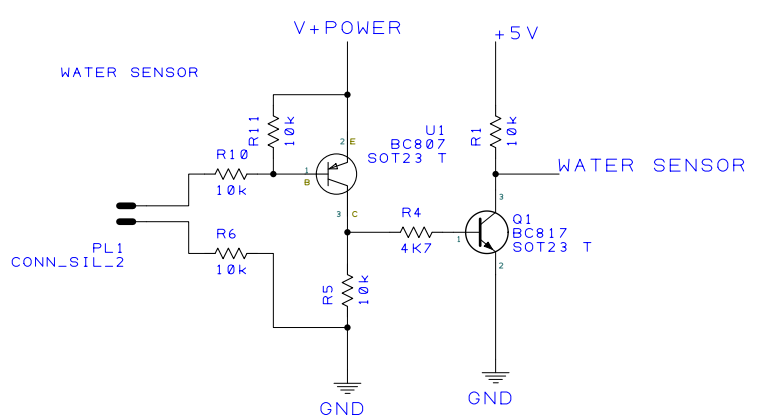 V+POWER
+5V
WATER SENSOR
R11
10k
R1
10k
U1
BC807
SOT23 T
2 E
R10
10k
1
B
WATER SENSOR
3 C
R4
4K7
3
Q1
BC817
SOT23 T
1
2
R6
10k
PL1
CONN_SIL_2
R5
10k
GND
GND